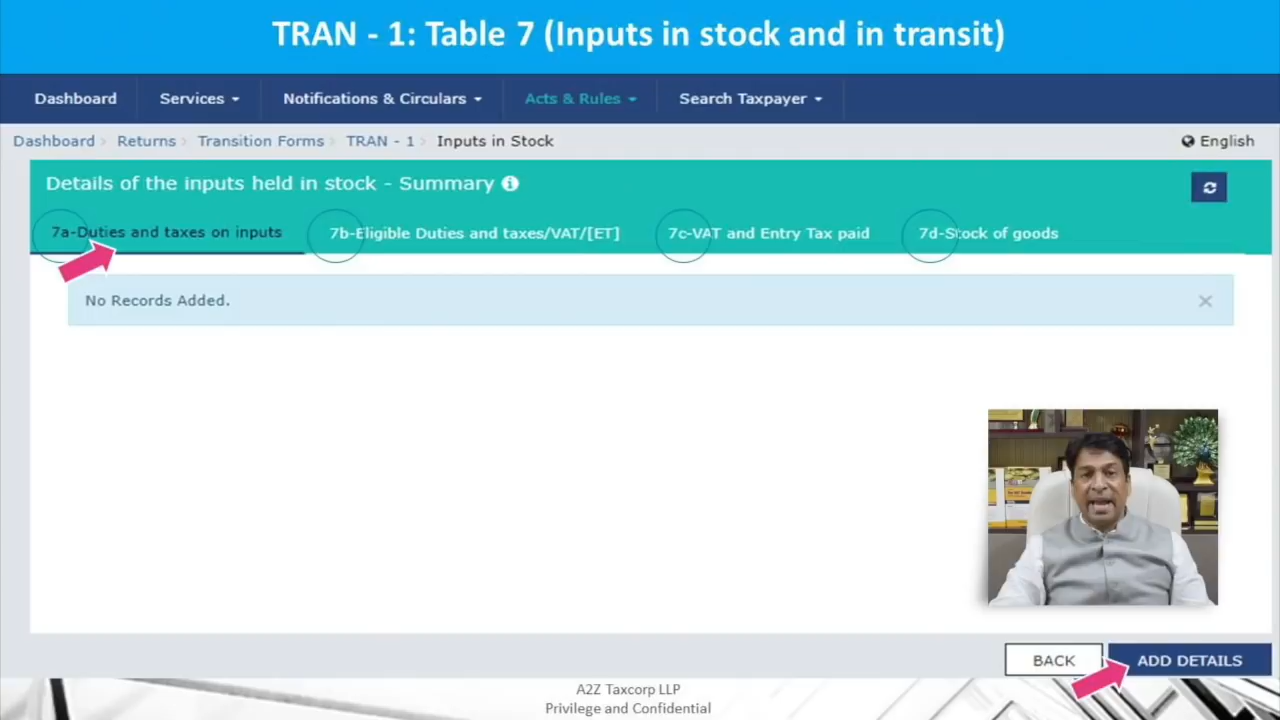 TRAN - 1: Table 7 (Inputs in stock and in transit)
Dashboard Services Notifications & Circulars Acts & Rules Search Taxpayer
Dashboard Returns Transition Forms TRAN - 1 Inputs in Stock English
Details of the inputs held in stock - Summary
7a-Duties and taxes on inputs 7b-Eligible Duties and taxes/VAT/[ET] 7c-VAT and Entry Tax paid 7d-Stock of goods
No Records Added.
BACK ADD DETAILS
A2Z Taxcorp LLP
Privilege and Confidential